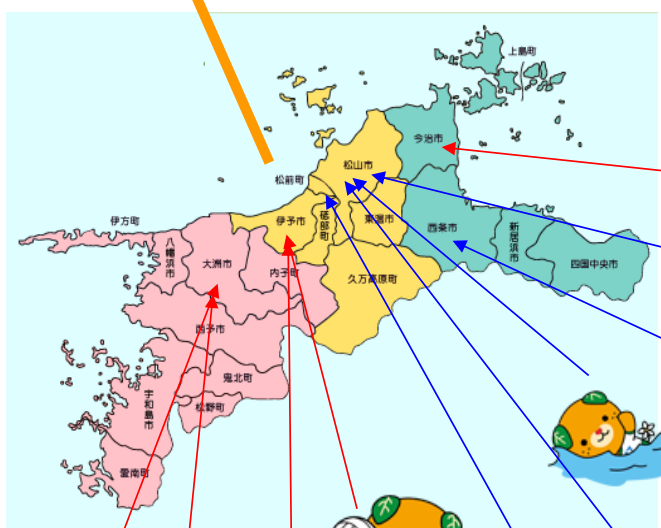 上島町
今治市
松山市
松前町
伊予市
砥部町
東温市
西条市
新居浜市
四国中央市
久万高原町
伊方町
八幡浜市
大洲市
内子町
西予市
鬼北町
松野町
宇和島市
愛南町